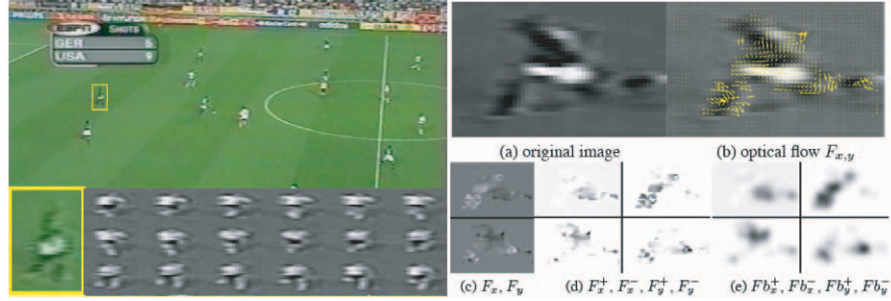 ESPN SHOTS
GER 5
USA 9
adidas
(a) original image
(b) optical flow F_{x,y}
(c) F_x, F_y
(d) F_x^+, F_x^-, F_y^+, F_y^-
(e) Fb_x^+, Fb_x^-, Fb_y^+, Fb_y^-